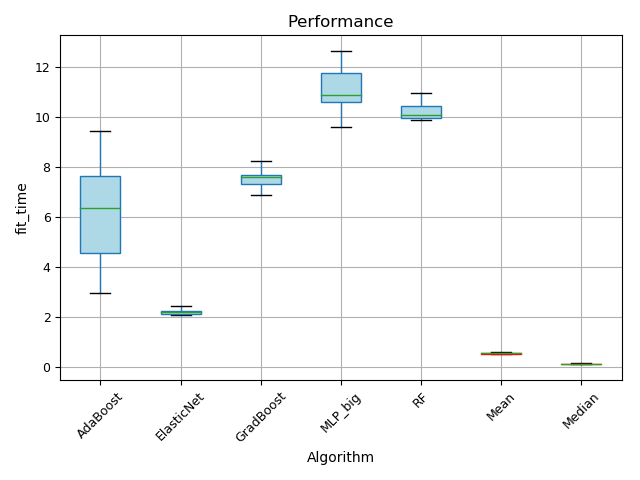 Performance
fit_time
12
10
8
6
4
2
0
AdaBoost
ElasticNet
GradBoost
MLP_big
RF
Mean
Median
Algorithm